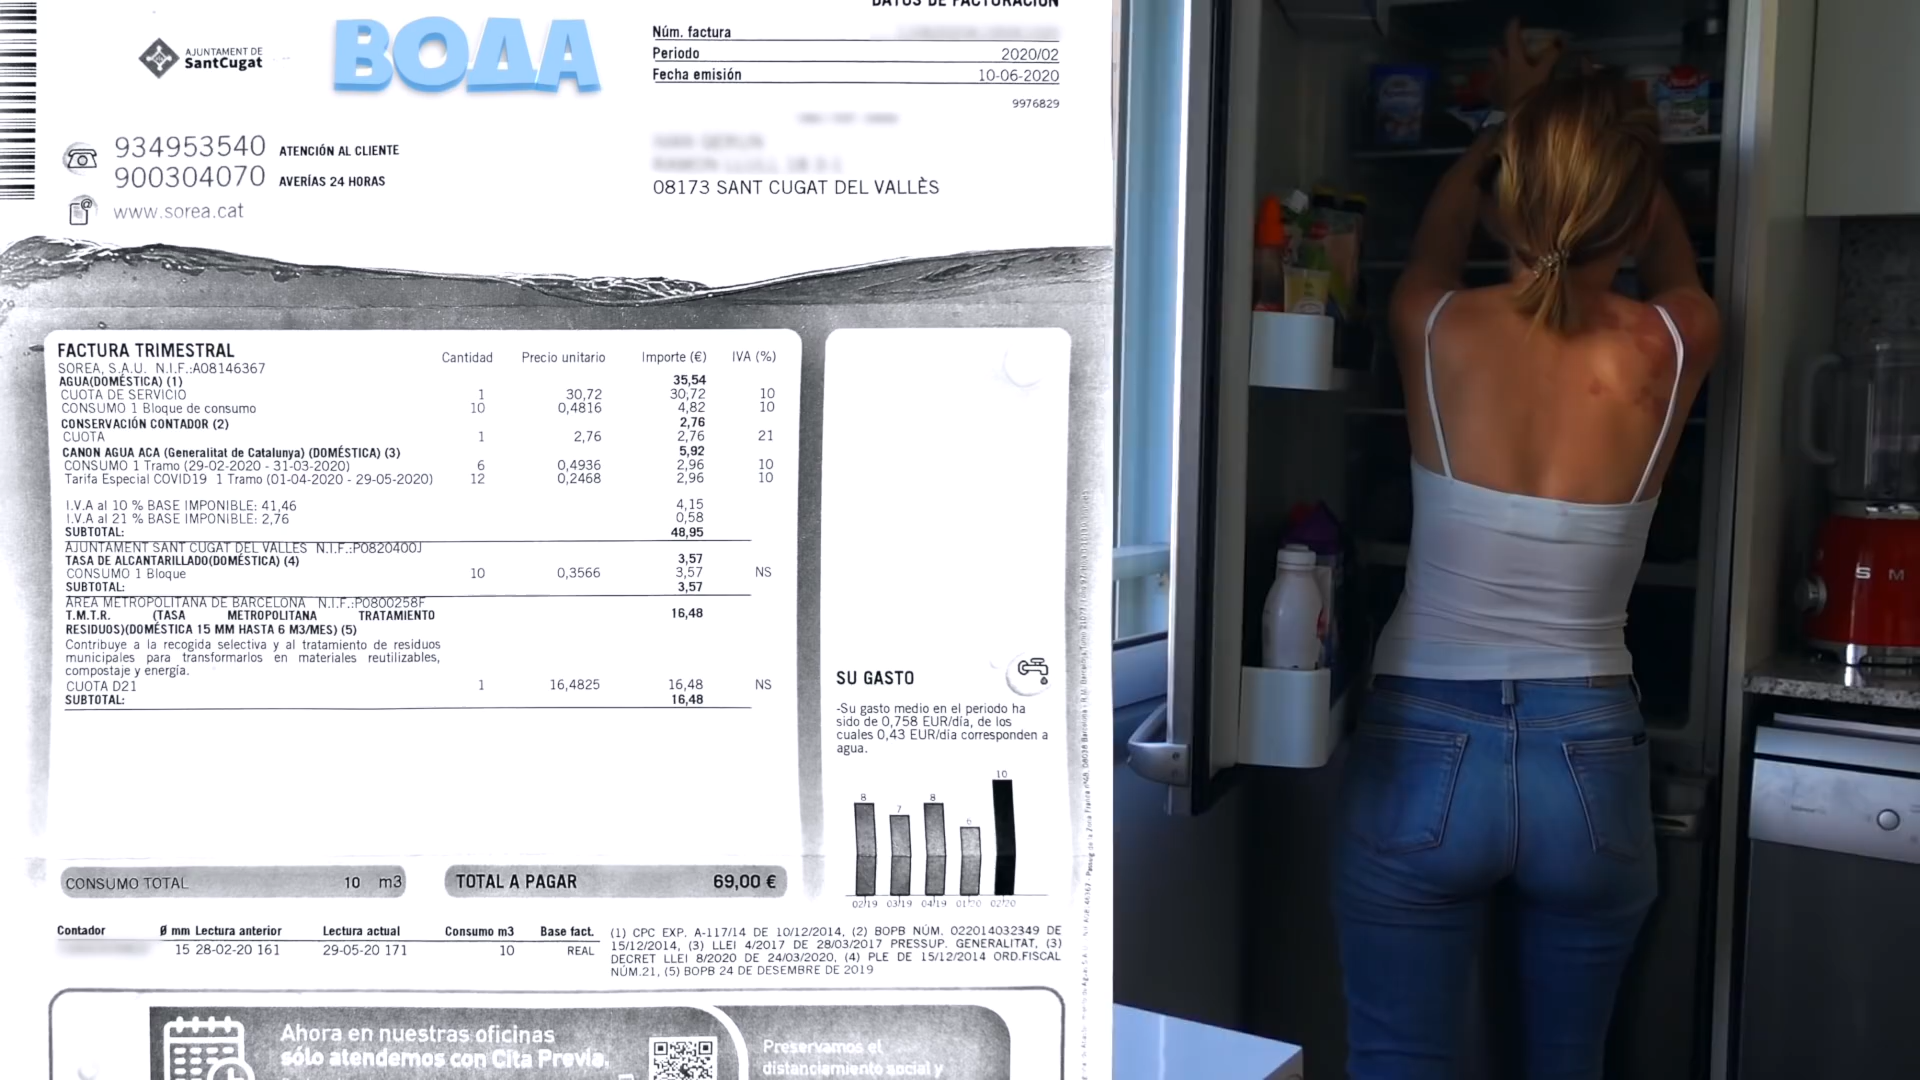 DATOS DE FACTURACIÓN
AJUNTAMENT DE
SantCugat
ВОДА
Núm. factura
Periodo 2020/02
Fecha emisión 10-06-2020
9976829
934953540 ATENCIÓN AL CLIENTE
900304070 AVERÍAS 24 HORAS
www.sorea.cat
08173 SANT CUGAT DEL VALLÈS
FACTURA TRIMESTRAL Cantidad Precio unitario Importe (€) IVA (%)
SOREA, S.A.U. N.I.F.:A08146367
AGUA(DOMÉSTICA) (1) 35,54
CUOTA DE SERVICIO 1 30,72 30,72 10
CONSUMO 1 Bloque de consumo 10 0,4816 4,82 10
CONSERVACIÓN CONTADOR (2) 2,76
CUOTA 1 2,76 2,76 21
CANON AGUA ACA (Generalitat de Catalunya) (DOMÉSTICA) (3) 5,92
CONSUMO 1 Tramo (29-02-2020 - 31-03-2020) 6 0,4936 2,96 10
Tarifa Especial COVID19 1 Tramo (01-04-2020 - 29-05-2020) 12 0,2468 2,96 10
I.V.A al 10 % BASE IMPONIBLE: 41,46 4,15
I.V.A al 21 % BASE IMPONIBLE: 2,76 0,58
SUBTOTAL: 48,95
AJUNTAMENT SANT CUGAT DEL VALLES N.I.F.:P0820400J
TASA DE ALCANTARILLADO(DOMÉSTICA) (4) 3,57
CONSUMO 1 Bloque 10 0,3566 3,57 NS
SUBTOTAL: 3,57
AREA METROPOLITANA DE BARCELONA N.I.F.:P0800258F
T.M.T.R. (TASA METROPOLITANA TRATAMIENTO 16,48
RESIDUOS)(DOMÉSTICA 15 MM HASTA 6 M3/MES) (5)
Contribuye a la recogida selectiva y al tratamiento de residuos
municipales para transformarlos en materiales reutilizables,
compostaje y energía.
CUOTA D21 1 16,4825 16,48 NS
SUBTOTAL: 16,48
SU GASTO
-Su gasto medio en el periodo ha
sido de 0,758 EUR/día, de los
cuales 0,43 EUR/día corresponden a
agua.
8 7 8 6 10
02/19 03/19 04/19 01/20 02/20
CONSUMO TOTAL 10 m3
TOTAL A PAGAR 69,00 €
Contador Ø mm Lectura anterior Lectura actual Consumo m3 Base fact.
15 28-02-20 161 29-05-20 171 10 REAL
(1) CPC EXP. A-117/14 DE 10/12/2014, (2) BOPB NÚM. 022014032349 DE
15/12/2014, (3) LLEI 4/2017 DE 28/03/2017 PRESSUP. GENERALITAT, (3)
DECRET LLEI 8/2020 DE 24/03/2020, (4) PLE DE 15/12/2014 ORD.FISCAL
NÚM.21, (5) BOPB 24 DE DESEMBRE DE 2019
Ahora en nuestras oficinas
sólo atendemos con Cita Previa.
Preservamos el
distanciamiento social y
S M